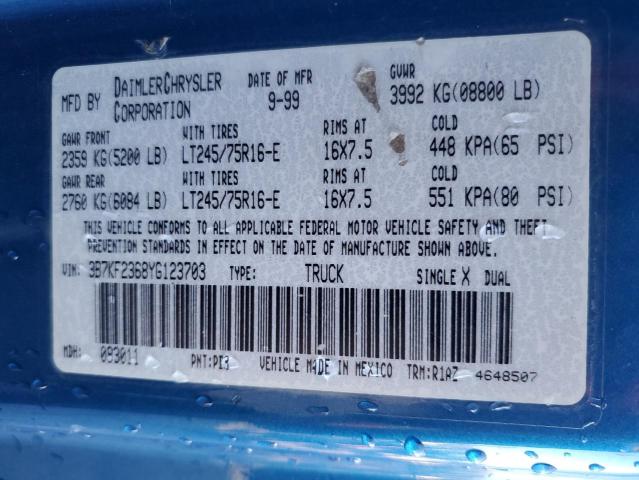 MFD BY DAIMLERCHRYSLER CORPORATION DATE OF MFR 9-99 GVWR 3992 KG(08800 LB)
GAWR FRONT WITH TIRES RIMS AT COLD
2359 KG(5200 LB) LT245/75R16-E 16X7.5 448 KPA(65 PSI)
GAWR REAR WITH TIRES RIMS AT COLD
2760 KG(6084 LB) LT245/75R16-E 16X7.5 551 KPA(80 PSI)
THIS VEHICLE CONFORMS TO ALL APPLICABLE FEDERAL MOTOR VEHICLE SAFETY AND THEFT
PREVENTION STANDARDS IN EFFECT ON THE DATE OF MANUFACTURE SHOWN ABOVE.
VIN: 3B7KF2368YG123703 TYPE: TRUCK SINGLE X DUAL
MDH: 093011 PNT:PE3 VEHICLE MADE IN MEXICO TRM:R1AZ 4648507